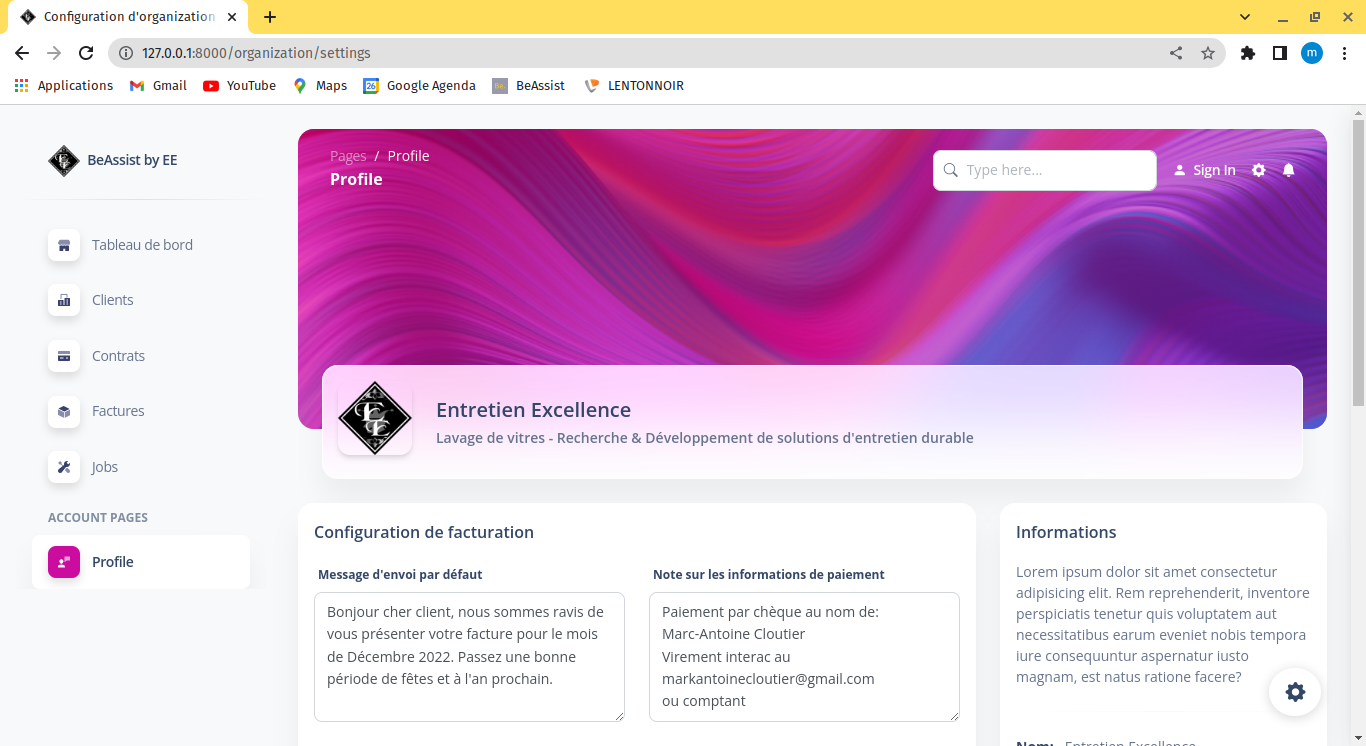 Configuration d'organization
127.0.0.1:8000/organization/settings
m
Applications
Gmail
YouTube
Maps
26
Google Agenda
Be.
BeAssist
LENTONNOIR
BeAssist by EE
Tableau de bord
Clients
Contrats
Factures
Jobs
ACCOUNT PAGES
Profile
Pages / Profile
Profile
Type here...
Sign In
Entretien Excellence
Lavage de vitres - Recherche & Développement de solutions d'entretien durable
Configuration de facturation
Message d'envoi par défaut
Bonjour cher client, nous sommes ravis de
vous présenter votre facture pour le mois
de Décembre 2022. Passez une bonne
période de fêtes et à l'an prochain.
Note sur les informations de paiement
Paiement par chèque au nom de:
Marc-Antoine Cloutier
Virement interac au
markantoinecloutier@gmail.com
ou comptant
Informations
Lorem ipsum dolor sit amet consectetur
adipisicing elit. Rem reprehenderit, inventore
perspiciatis tenetur quis voluptatem aut
necessitatibus earum eveniet nobis tempora
iure consequuntur aspernatur iusto
magnam, est natus ratione facere?
Nom: Entretien Excellence